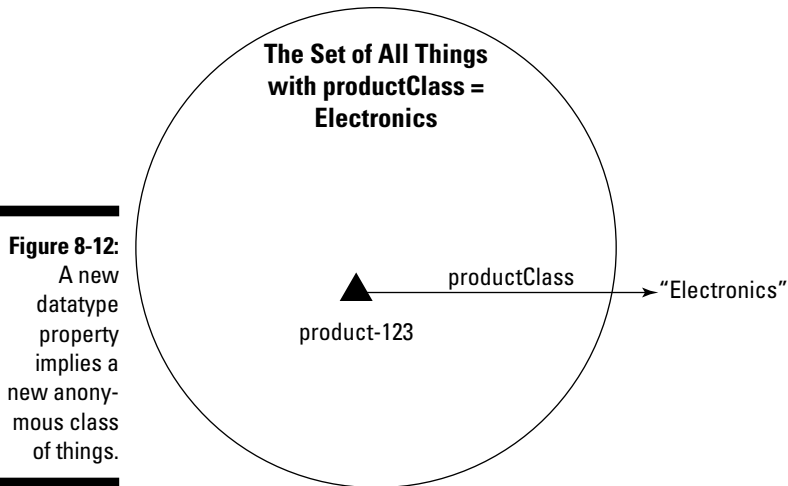 The Set of All Things
with productClass =
Electronics
Figure 8-12:
A new
datatype
property
implies a
new anony-
mous class
of things.
productClass
“Electronics”
product-123